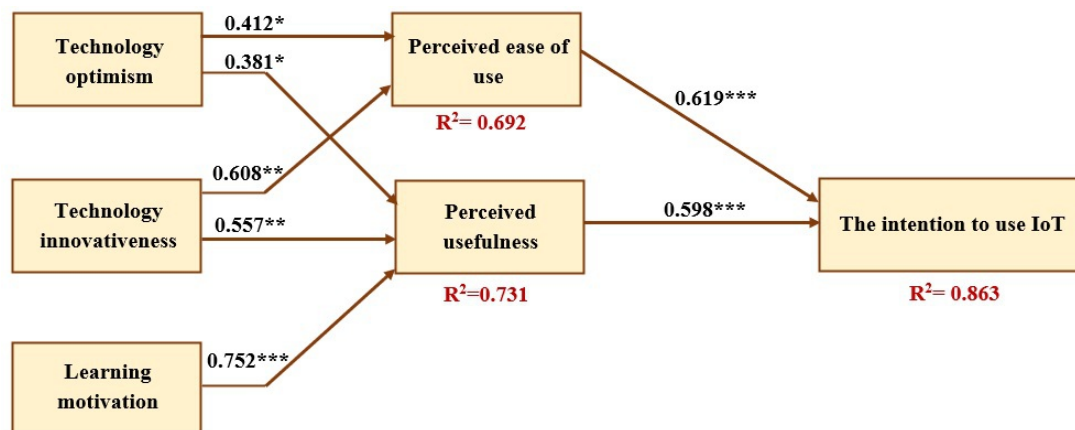 0.412*
Technology
optimism
0.381*
Perceived ease of
use
R²= 0.692
0.619***
0.608**
Technology
innovativeness
0.557**
Perceived
usefulness
R²=0.731
0.598***
The intention to use IoT
R²= 0.863
0.752***
Learning
motivation